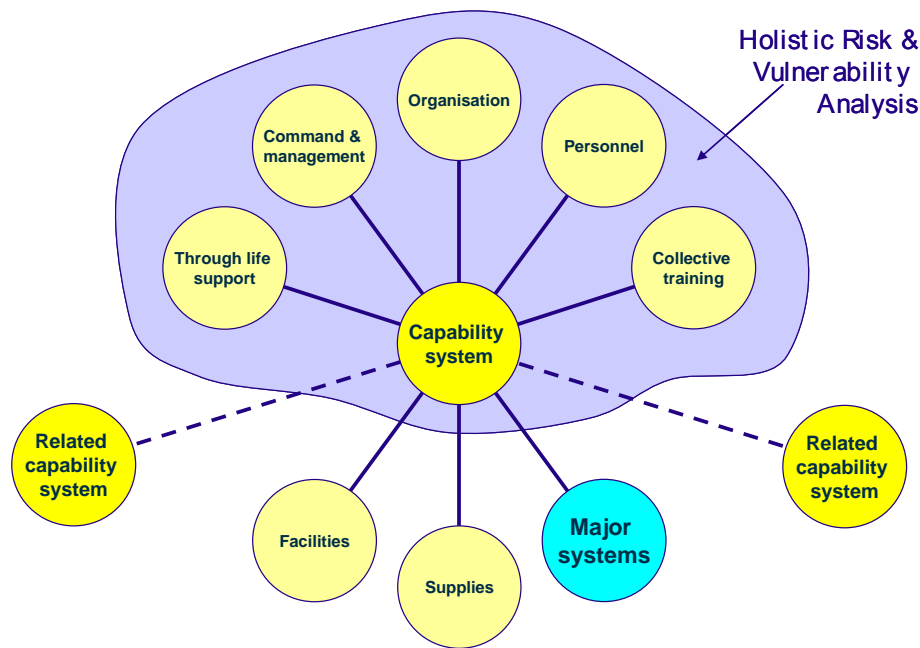 Holistic Risk &
Vulnerability
Analysis
Organisation
Command &
management
Personnel
Through life
support
Collective
training
Capability
system
Related
capability
system
Related
capability
system
Facilities
Supplies
Major
systems